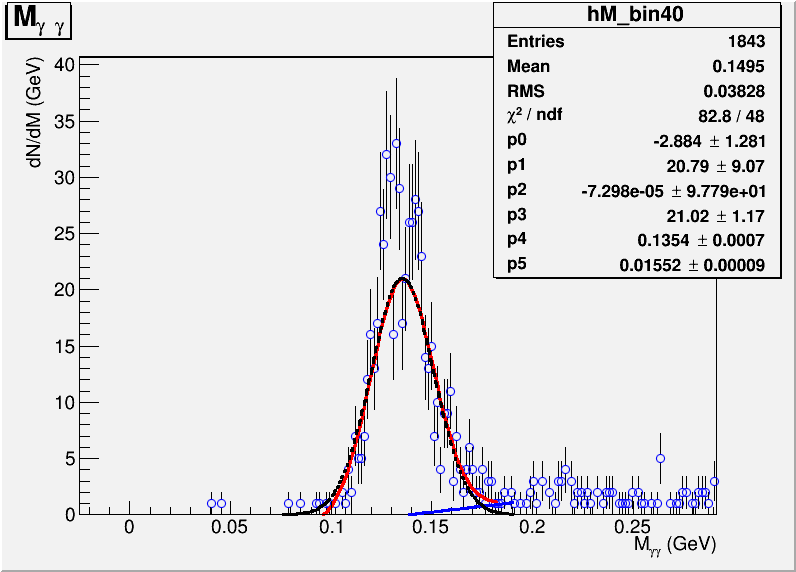 M γ γ
hM_bin40
Entries 1843
Mean 0.1495
RMS 0.03828
χ² / ndf 82.8 / 48
p0 -2.884 ± 1.281
p1 20.79 ± 9.07
p2 -7.298e-05 ± 9.779e+01
p3 21.02 ± 1.17
p4 0.1354 ± 0.0007
p5 0.01552 ± 0.00009
dN/dM (GeV)
40
35
30
25
20
15
10
5
0
0 0.05 0.1 0.15 0.2 0.25
Mγγ (GeV)